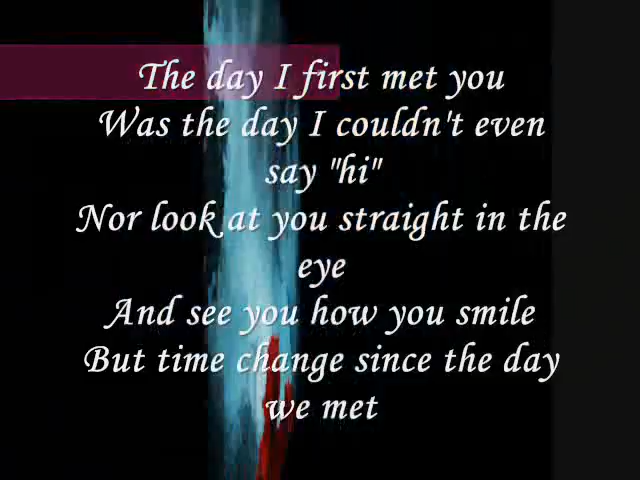 The day I first met you
Was the day I couldn't even
say "hi"
Nor look at you straight in the
eye
And see you how you smile
But time change since the day
we met